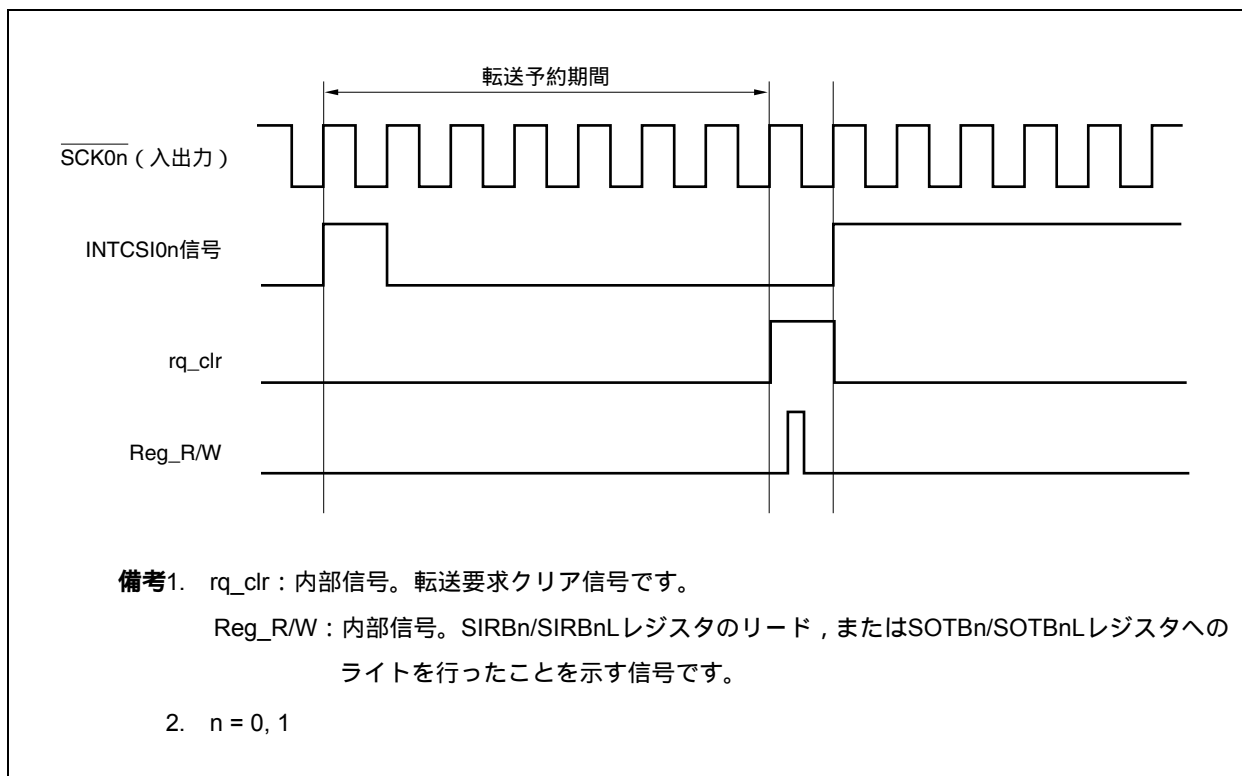 転送予約期間
SCK0n（入出力）
INTCSI0n信号
rq_clr
Reg_R/W
備考1. rq_clr：内部信号。転送要求クリア信号です。
Reg_R/W：内部信号。SIRBn/SIRBnLレジスタのリード，またはSOTBn/SOTBnLレジスタへの
ライトを行ったことを示す信号です。
2. n = 0, 1